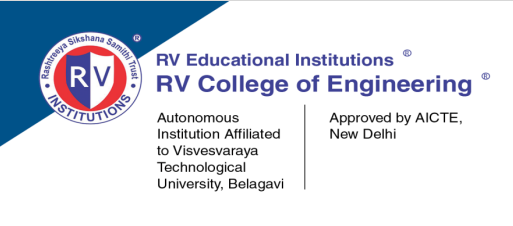 Rashtreeya Sikshana Samithi Trust
RV
INSTITUTIONS
®
RV Educational Institutions ®
RV College of Engineering ®
Autonomous
Institution Affiliated
to Visvesvaraya
Technological
University, Belagavi
Approved by AICTE,
New Delhi